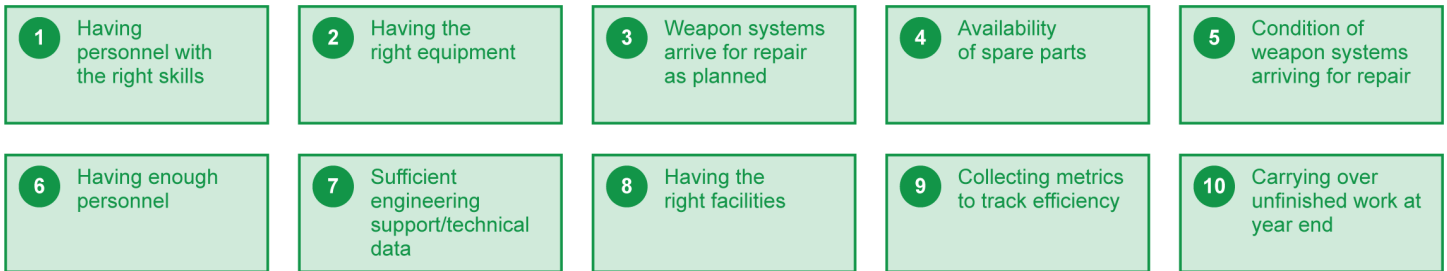 1
Having
personnel with
the right skills
2
Having the
right equipment
3
Weapon systems
arrive for repair
as planned
4
Availability
of spare parts
5
Condition of
weapon systems
arriving for repair
6
Having enough
personnel
7
Sufficient
engineering
support/technical
data
8
Having the
right facilities
9
Collecting metrics
to track efficiency
10
Carrying over
unfinished work at
year end